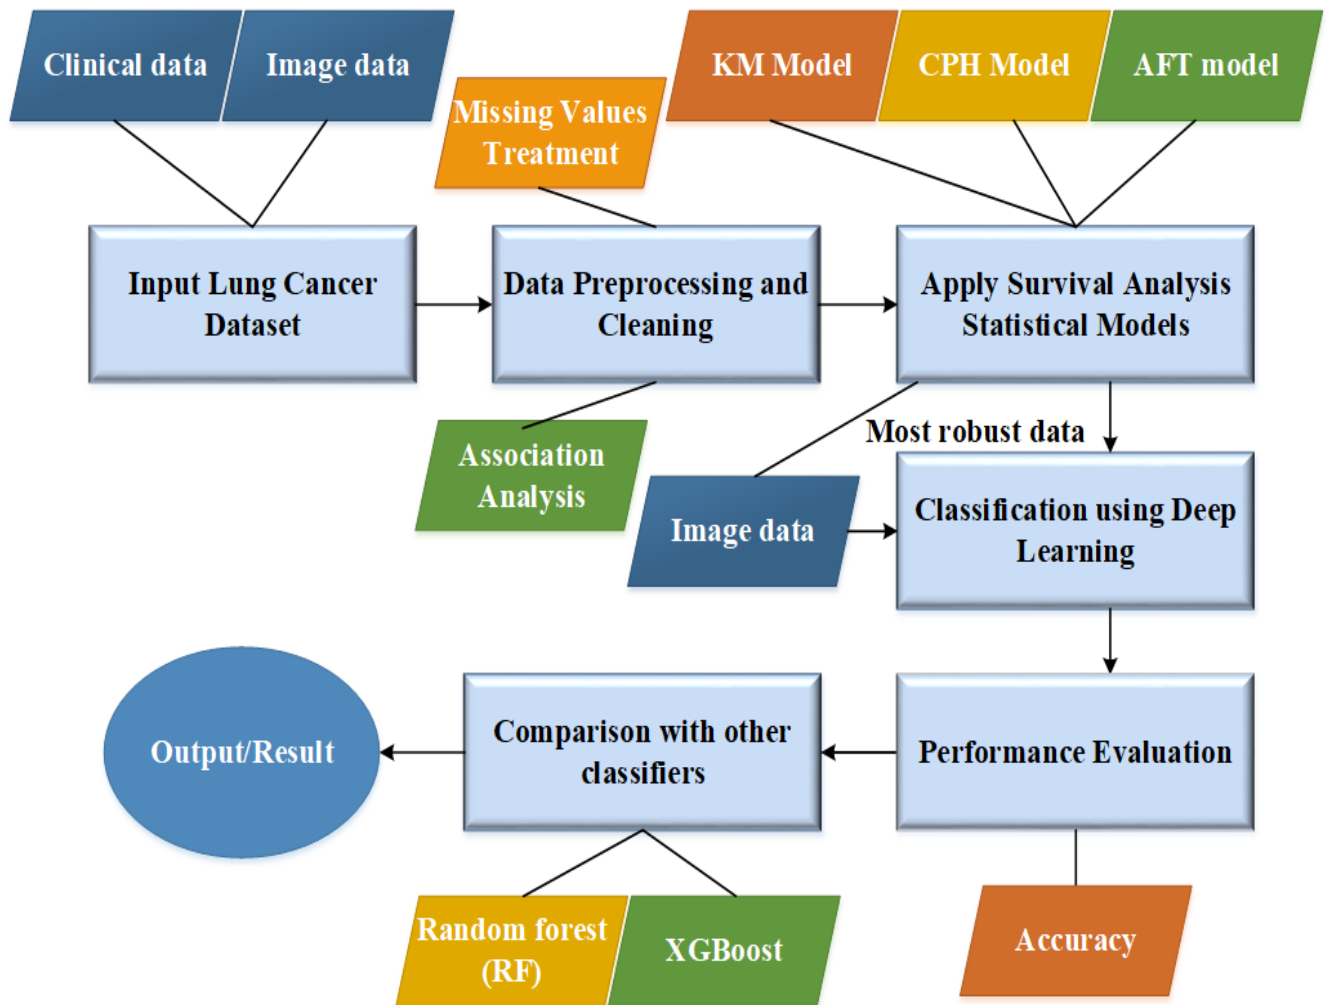 Clinical data
Image data
KM Model
CPH Model
AFT model
Missing Values
Treatment
Input Lung Cancer
Dataset
Data Preprocessing and
Cleaning
Apply Survival Analysis
Statistical Models
Association
Analysis
Most robust data
Image data
Classification using Deep
Learning
Output/Result
Comparison with other
classifiers
Performance Evaluation
Random forest
(RF)
XGBoost
Accuracy